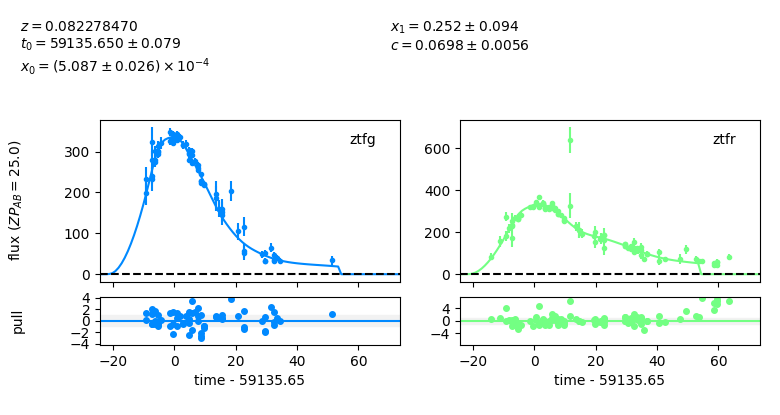 z = 0.082278470
t₀ = 59135.650 ± 0.079
x₀ = (5.087 ± 0.026) × 10⁻⁴
x₁ = 0.252 ± 0.094
c = 0.0698 ± 0.0056
flux (ZP_AB = 25.0)
ztfg
300
200
100
0
ztfr
600
400
200
0
pull
4
2
0
−2
−4
4
0
−4
−20 0 20 40 60
−20 0 20 40 60
time - 59135.65
time - 59135.65